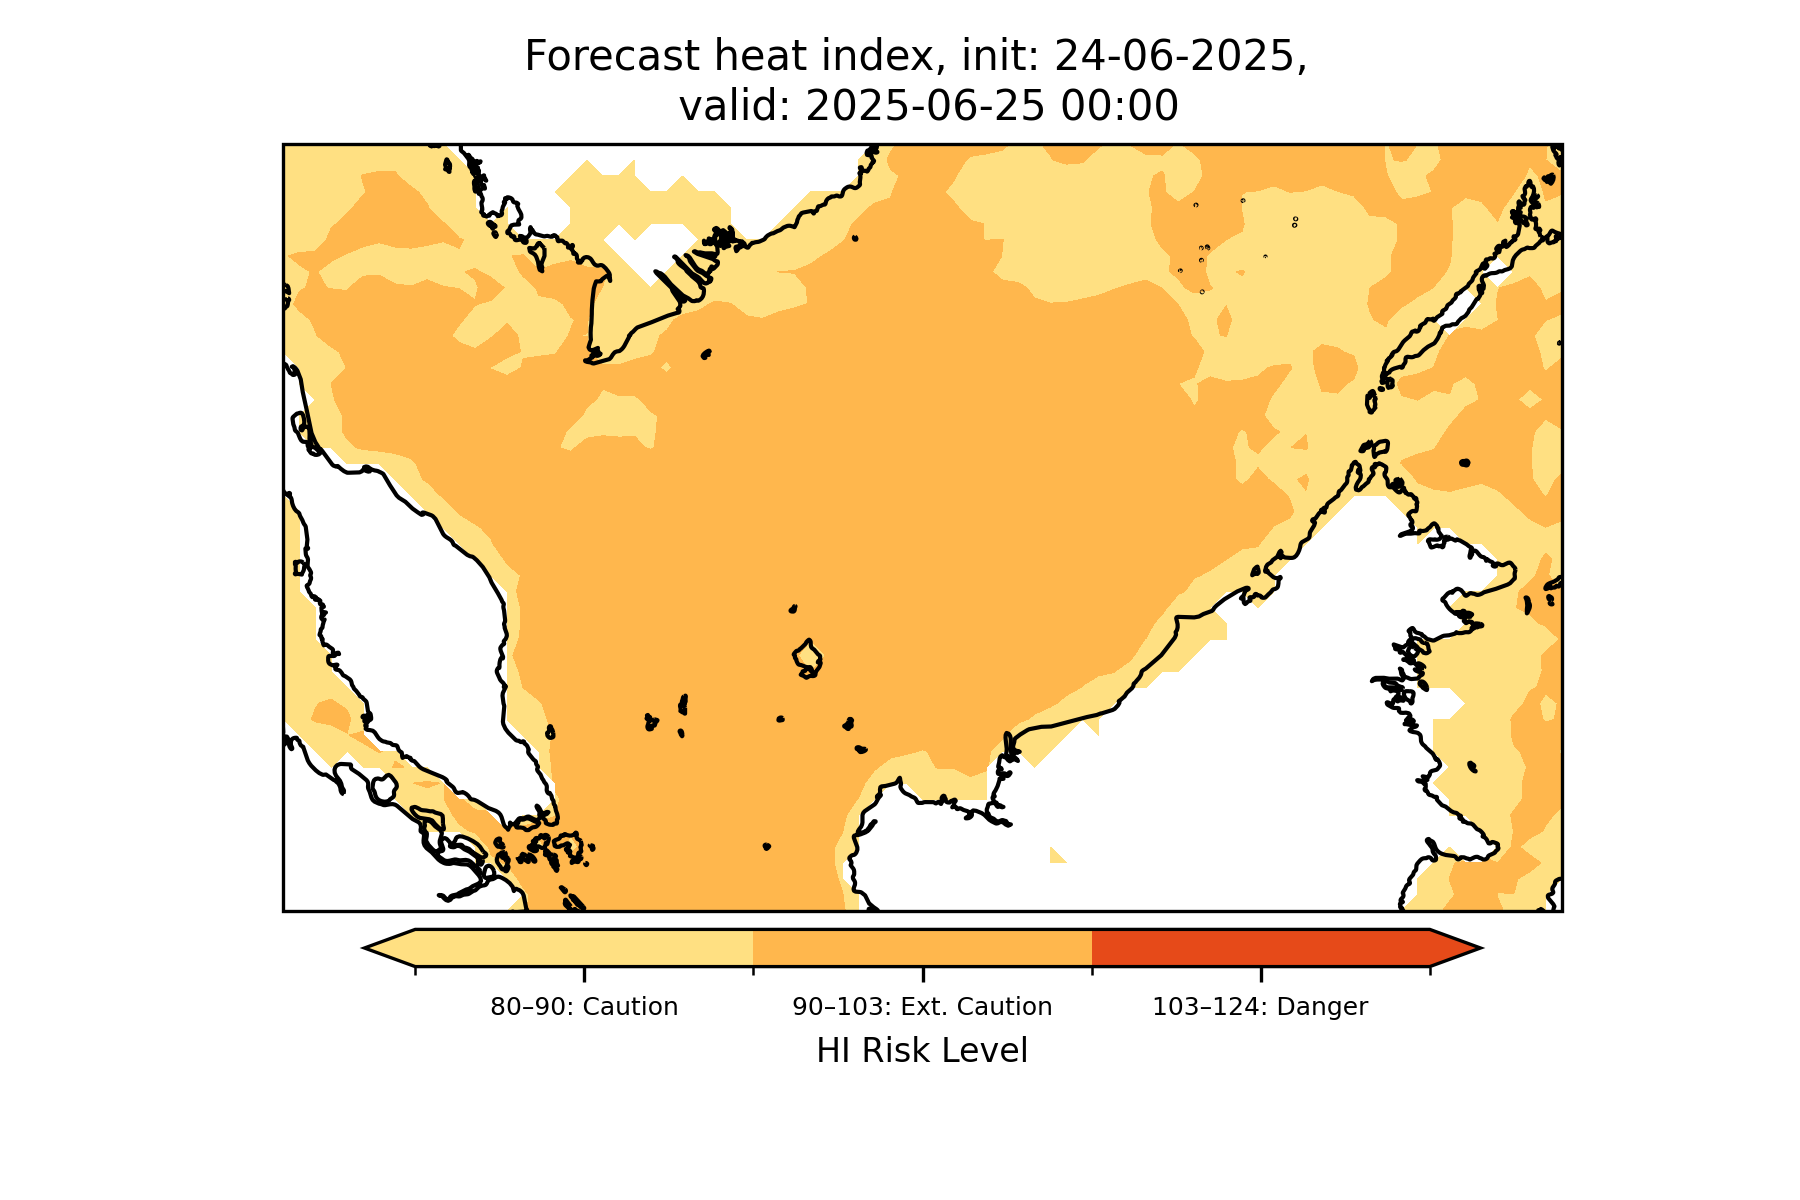 Forecast heat index, init: 24-06-2025,
valid: 2025-06-25 00:00
80–90: Caution
90–103: Ext. Caution
103–124: Danger
HI Risk Level